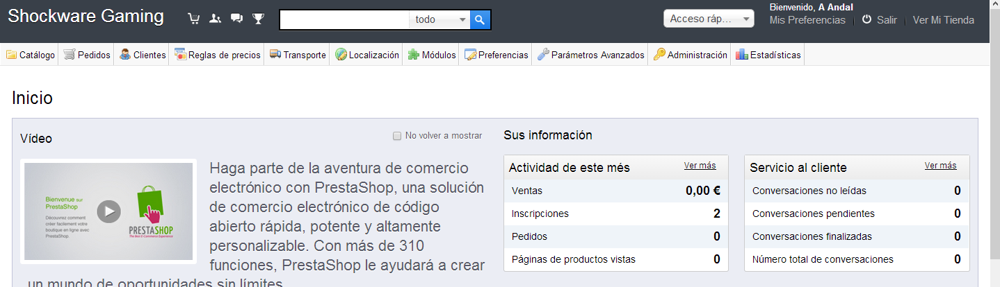 Shockware Gaming
todo
Acceso ráp…
Bienvenido, A Andal
Mis Preferencias
Salir
Ver Mi Tienda
Catálogo
Pedidos
Clientes
Reglas de precios
Transporte
Localización
Módulos
Preferencias
Parámetros Avanzados
Administración
Estadísticas
Inicio
Vídeo
No volver a mostrar
Bienvenue sur
PrestaShop
Découvrez comment
créer facilement votre
boutique en ligne avec
PrestaShop.
PRESTASHOP
The Best E-Commerce Experience
Haga parte de la aventura de comercio
electrónico con PrestaShop, una solución
de comercio electrónico de código
abierto rápida, potente y altamente
personalizable. Con más de 310
funciones, PrestaShop le ayudará a crear
un mundo de oportunidades sin límites.
Sus información
Actividad de este més
Ver más
Ventas 0,00 €
Inscripciones 2
Pedidos 0
Páginas de productos vistas 0
Servicio al cliente
Ver más
Conversaciones no leídas 0
Conversaciones pendientes 0
Conversaciones finalizadas 0
Número total de conversaciones 0